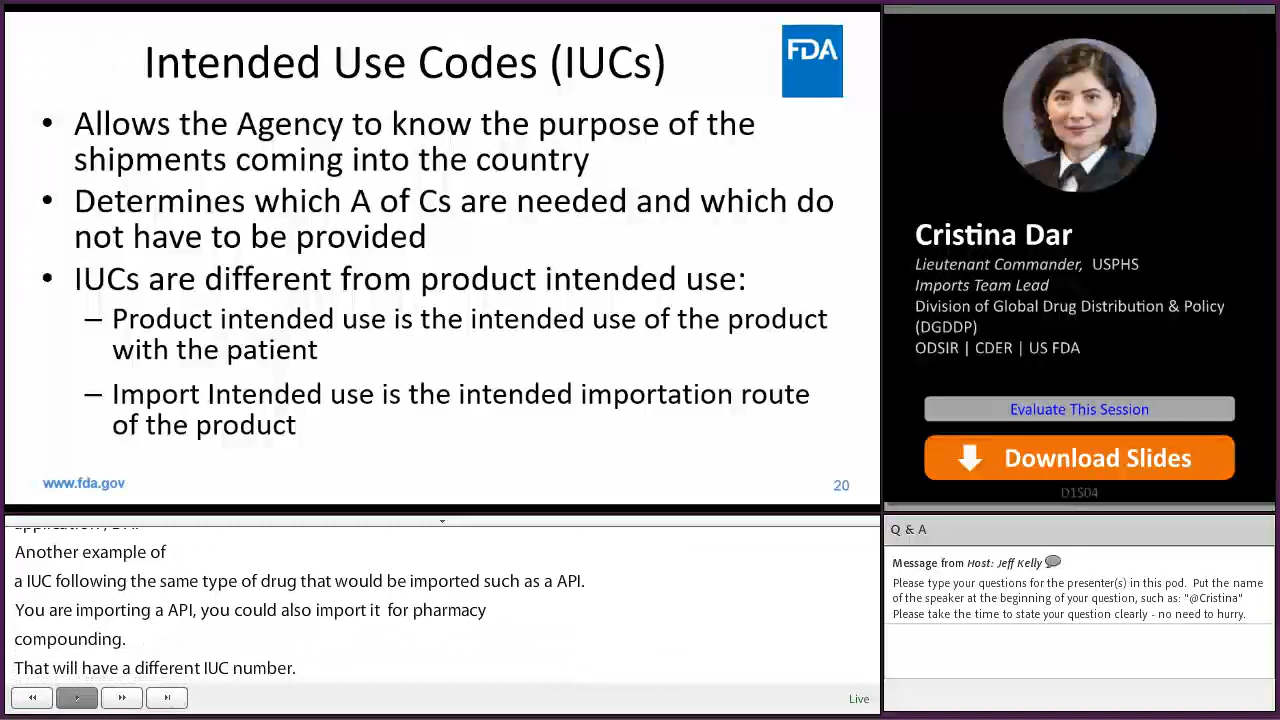 Intended Use Codes (IUCs)
FDA
• Allows the Agency to know the purpose of the
shipments coming into the country
• Determines which A of Cs are needed and which do
not have to be provided
• IUCs are different from product intended use:
– Product intended use is the intended use of the product
with the patient
– Import Intended use is the intended importation route
of the product
www.fda.gov
20
Another example of
a IUC following the same type of drug that would be imported such as a API.
You are importing a API, you could also import it for pharmacy
compounding.
That will have a different IUC number.
Live
Cristina Dar
Lieutenant Commander, USPHS
Imports Team Lead
Division of Global Drug Distribution & Policy
(DGDDP)
ODSIR | CDER | US FDA
Evaluate This Session
Download Slides
D1S04
Q & A
Message from Host: Jeff Kelly
Please type your questions for the presenter(s) in this pod. Put the name
of the speaker at the beginning of your question, such as: "@Cristina"
Please take the time to state your question clearly - no need to hurry.